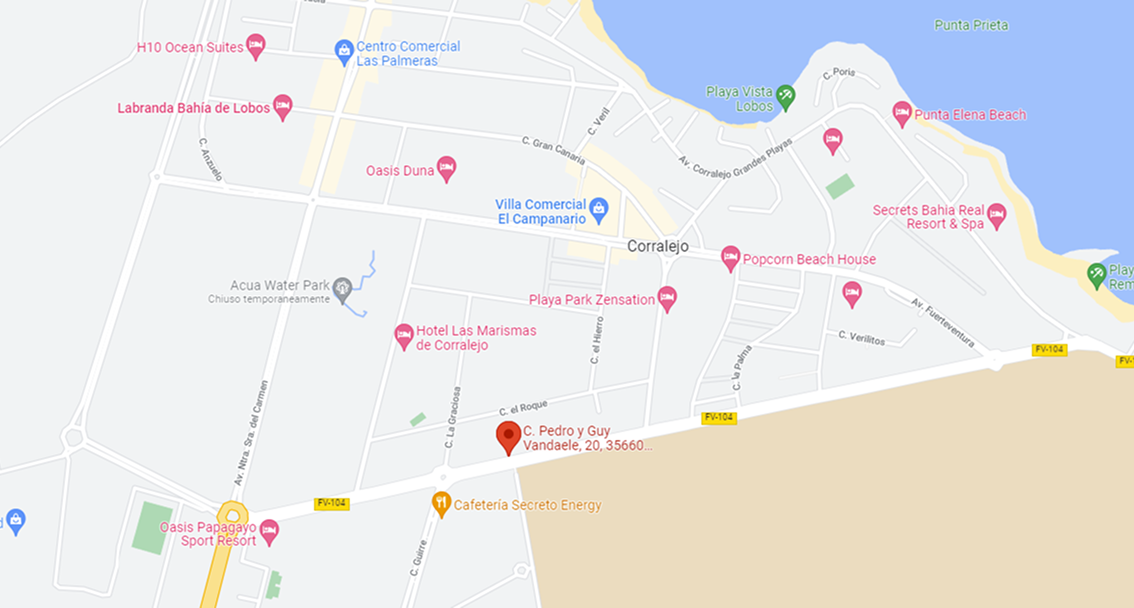 Punta Prieta
H10 Ocean Suites
Centro Comercial
Las Palmeras
C. Poris
Playa Vista
Lobos
Labranda Bahía de Lobos
Punta Elena Beach
C. Veril
C. Gran Canaria
C. Anzuelo
Av. Corralejo Grandes Playas
Oasis Duna
Villa Comercial
El Campanario
Secrets Bahia Real
Resort & Spa
Corralejo
Popcorn Beach House
Acua Water Park
Chiuso temporaneamente
Playa Park Zensation
Av. Fuerteventura
Hotel Las Marismas
de Corralejo
C. el Hierro
C. Verilitos
FV-104
C. la Palma
Av. Ntra. Sra. del Carmen
C. La Graciosa
C. el Roque
FV-104
C. Pedro y Guy
Vandaele, 20, 35660...
FV-104
Cafetería Secreto Energy
Oasis Papagayo
Sport Resort
C. Guirre